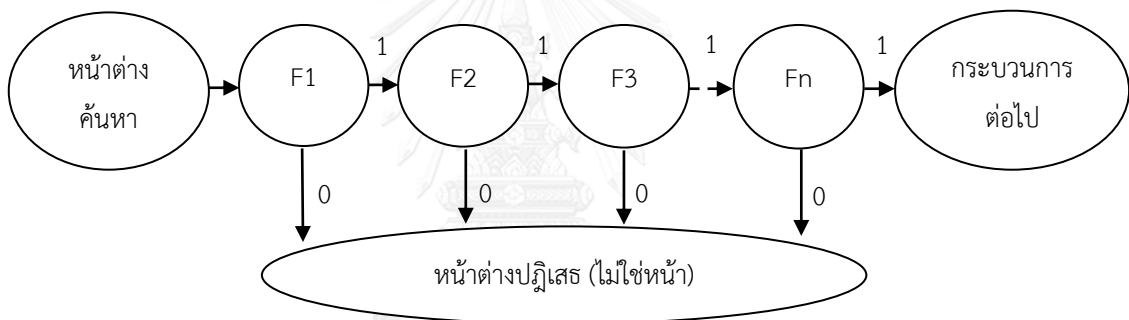 หน้าต่าง
ค้นหา
F1
1
F2
1
F3
1
Fn
1
กระบวนการ
ต่อไป
0
0
0
0
หน้าต่างปฎิเสธ (ไม่ใช่หน้า)